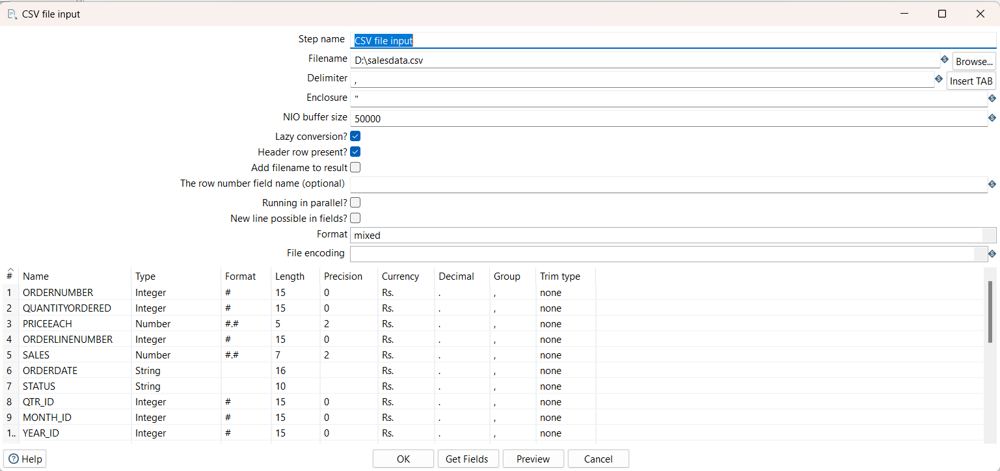 CSV file input
Step name CSV file input
Filename D:\salesdata.csv Browse...
Delimiter , Insert TAB
Enclosure "
NIO buffer size 50000
Lazy conversion?
Header row present?
Add filename to result
The row number field name (optional)
Running in parallel?
New line possible in fields?
Format mixed
File encoding
# Name Type Format Length Precision Currency Decimal Group Trim type
1 ORDERNUMBER Integer # 15 0 Rs. . , none
2 QUANTITYORDERED Integer # 15 0 Rs. . , none
3 PRICEEACH Number #.# 5 2 Rs. . , none
4 ORDERLINENUMBER Integer # 15 0 Rs. . , none
5 SALES Number #.# 7 2 Rs. . , none
6 ORDERDATE String 16 Rs. . , none
7 STATUS String 10 Rs. . , none
8 QTR_ID Integer # 15 0 Rs. . , none
9 MONTH_ID Integer # 15 0 Rs. . , none
1.. YEAR_ID Integer # 15 0 Rs. . , none
Help OK Get Fields Preview Cancel